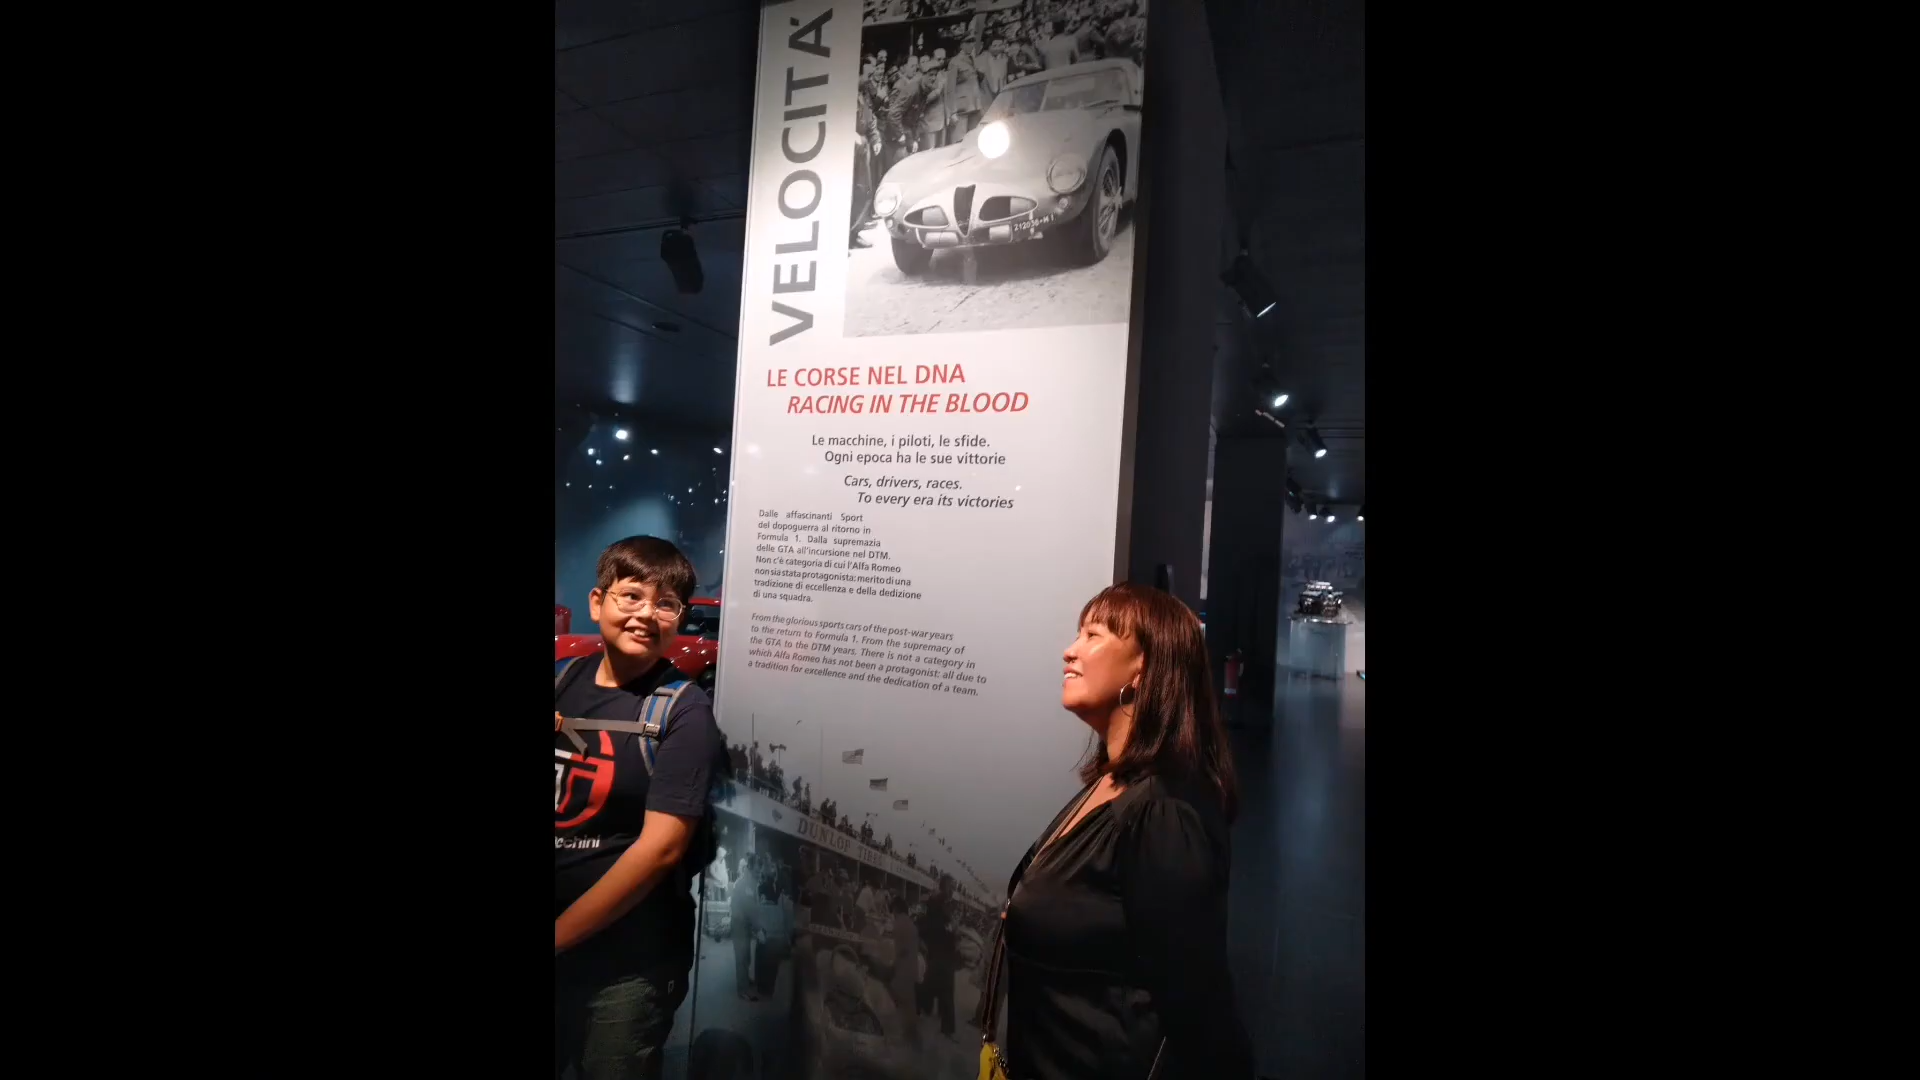 VELOCITÀ
212036-MI
LE CORSE NEL DNA
RACING IN THE BLOOD
Le macchine, i piloti, le sfide.
Ogni epoca ha le sue vittorie
Cars, drivers, races.
To every era its victories
Dalle affascinanti Sport
del dopoguerra al ritorno in
Formula 1. Dalla supremazia
delle GTA all'incursione nel DTM.
Non c'è categoria di cui l'Alfa Romeo
non sia stata protagonista: merito di una
tradizione di eccellenza e della dedizione
di una squadra.
From the glorious sports cars of the post-war years
to the return to Formula 1. From the supremacy of
the GTA to the DTM years. There is not a category in
which Alfa Romeo has not been a protagonist: all due to
a tradition for excellence and the dedication of a team.
DUNLOP
cchini